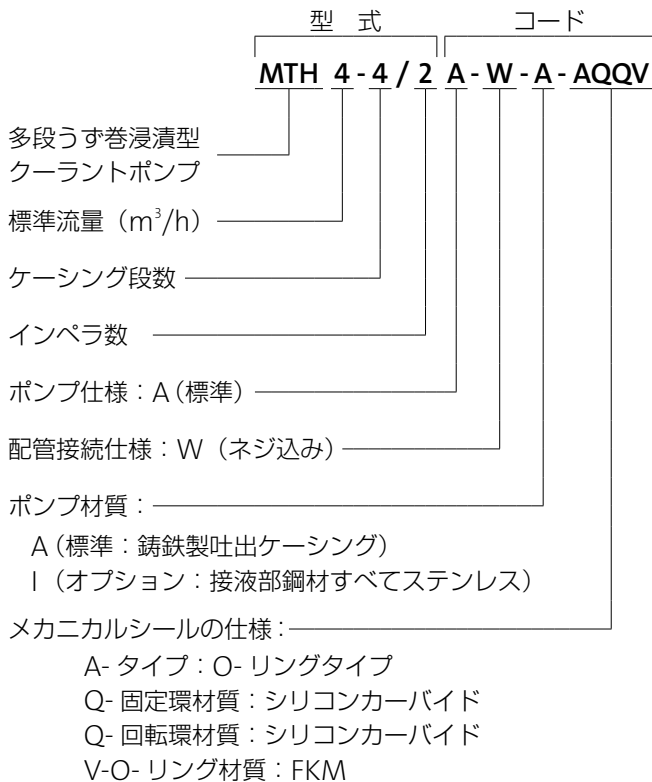 型 式 コード
MTH 4 - 4 / 2 A - W - A - AQQV
多段うず巻浸漬型
クーラントポンプ
標準流量（m³/h）
ケーシング段数
インペラ数
ポンプ仕様：A（標準）
配管接続仕様：W（ネジ込み）
ポンプ材質：
A（標準：鋳鉄製吐出ケーシング）
I（オプション：接液部鋼材すべてステンレス）
メカニカルシールの仕様：
A- タイプ：O- リングタイプ
Q- 固定環材質：シリコンカーバイド
Q- 回転環材質：シリコンカーバイド
V-O- リング材質：FKM